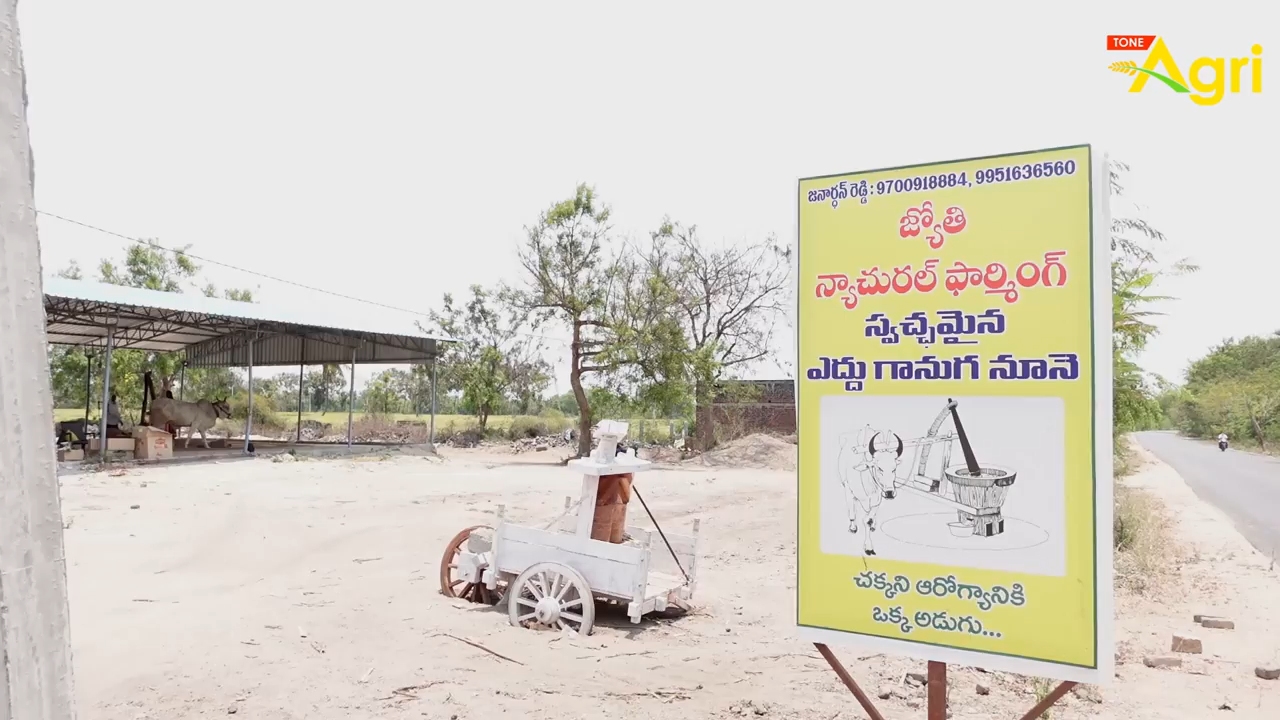 TONE
Agri
జనార్ధన్ రెడ్డి : 9700918884, 9951636560
జ్యోతి
న్యాచురల్ ఫార్మింగ్
స్వచ్ఛమైన
ఎద్దు గానుగ నూనె
చక్కని ఆరోగ్యానికి
ఒక్క అడుగు...